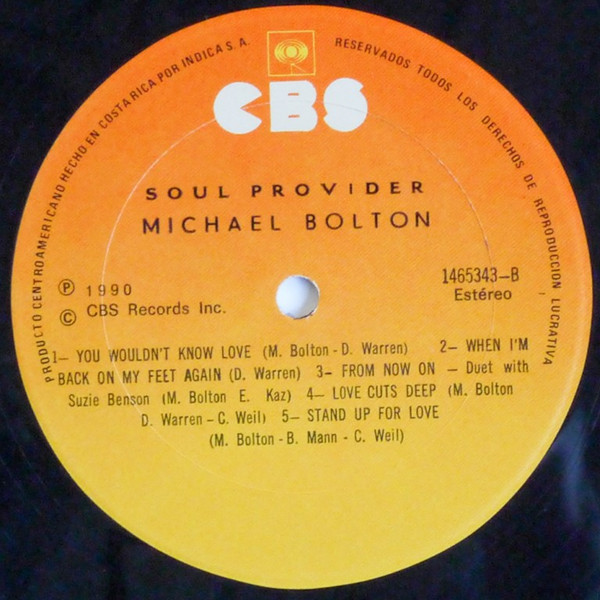 PRODUCTO CENTROAMERICANO HECHO EN COSTA RICA POR INDICA S.A.
RESERVADOS TODOS LOS DERECHOS DE REPRODUCCION LUCRATIVA
CBS
SOUL PROVIDER
MICHAEL BOLTON
℗ 1990
© CBS Records Inc.
1465343-B
Estéreo
1— YOU WOULDN'T KNOW LOVE (M. Bolton - D. Warren) 2— WHEN I'M
BACK ON MY FEET AGAIN (D. Warren) 3— FROM NOW ON — Duet with
Suzie Benson (M. Bolton E. Kaz) 4— LOVE CUTS DEEP (M. Bolton
D. Warren – C. Weil) 5— STAND UP FOR LOVE
(M. Bolton-B. Mann - C. Weil)